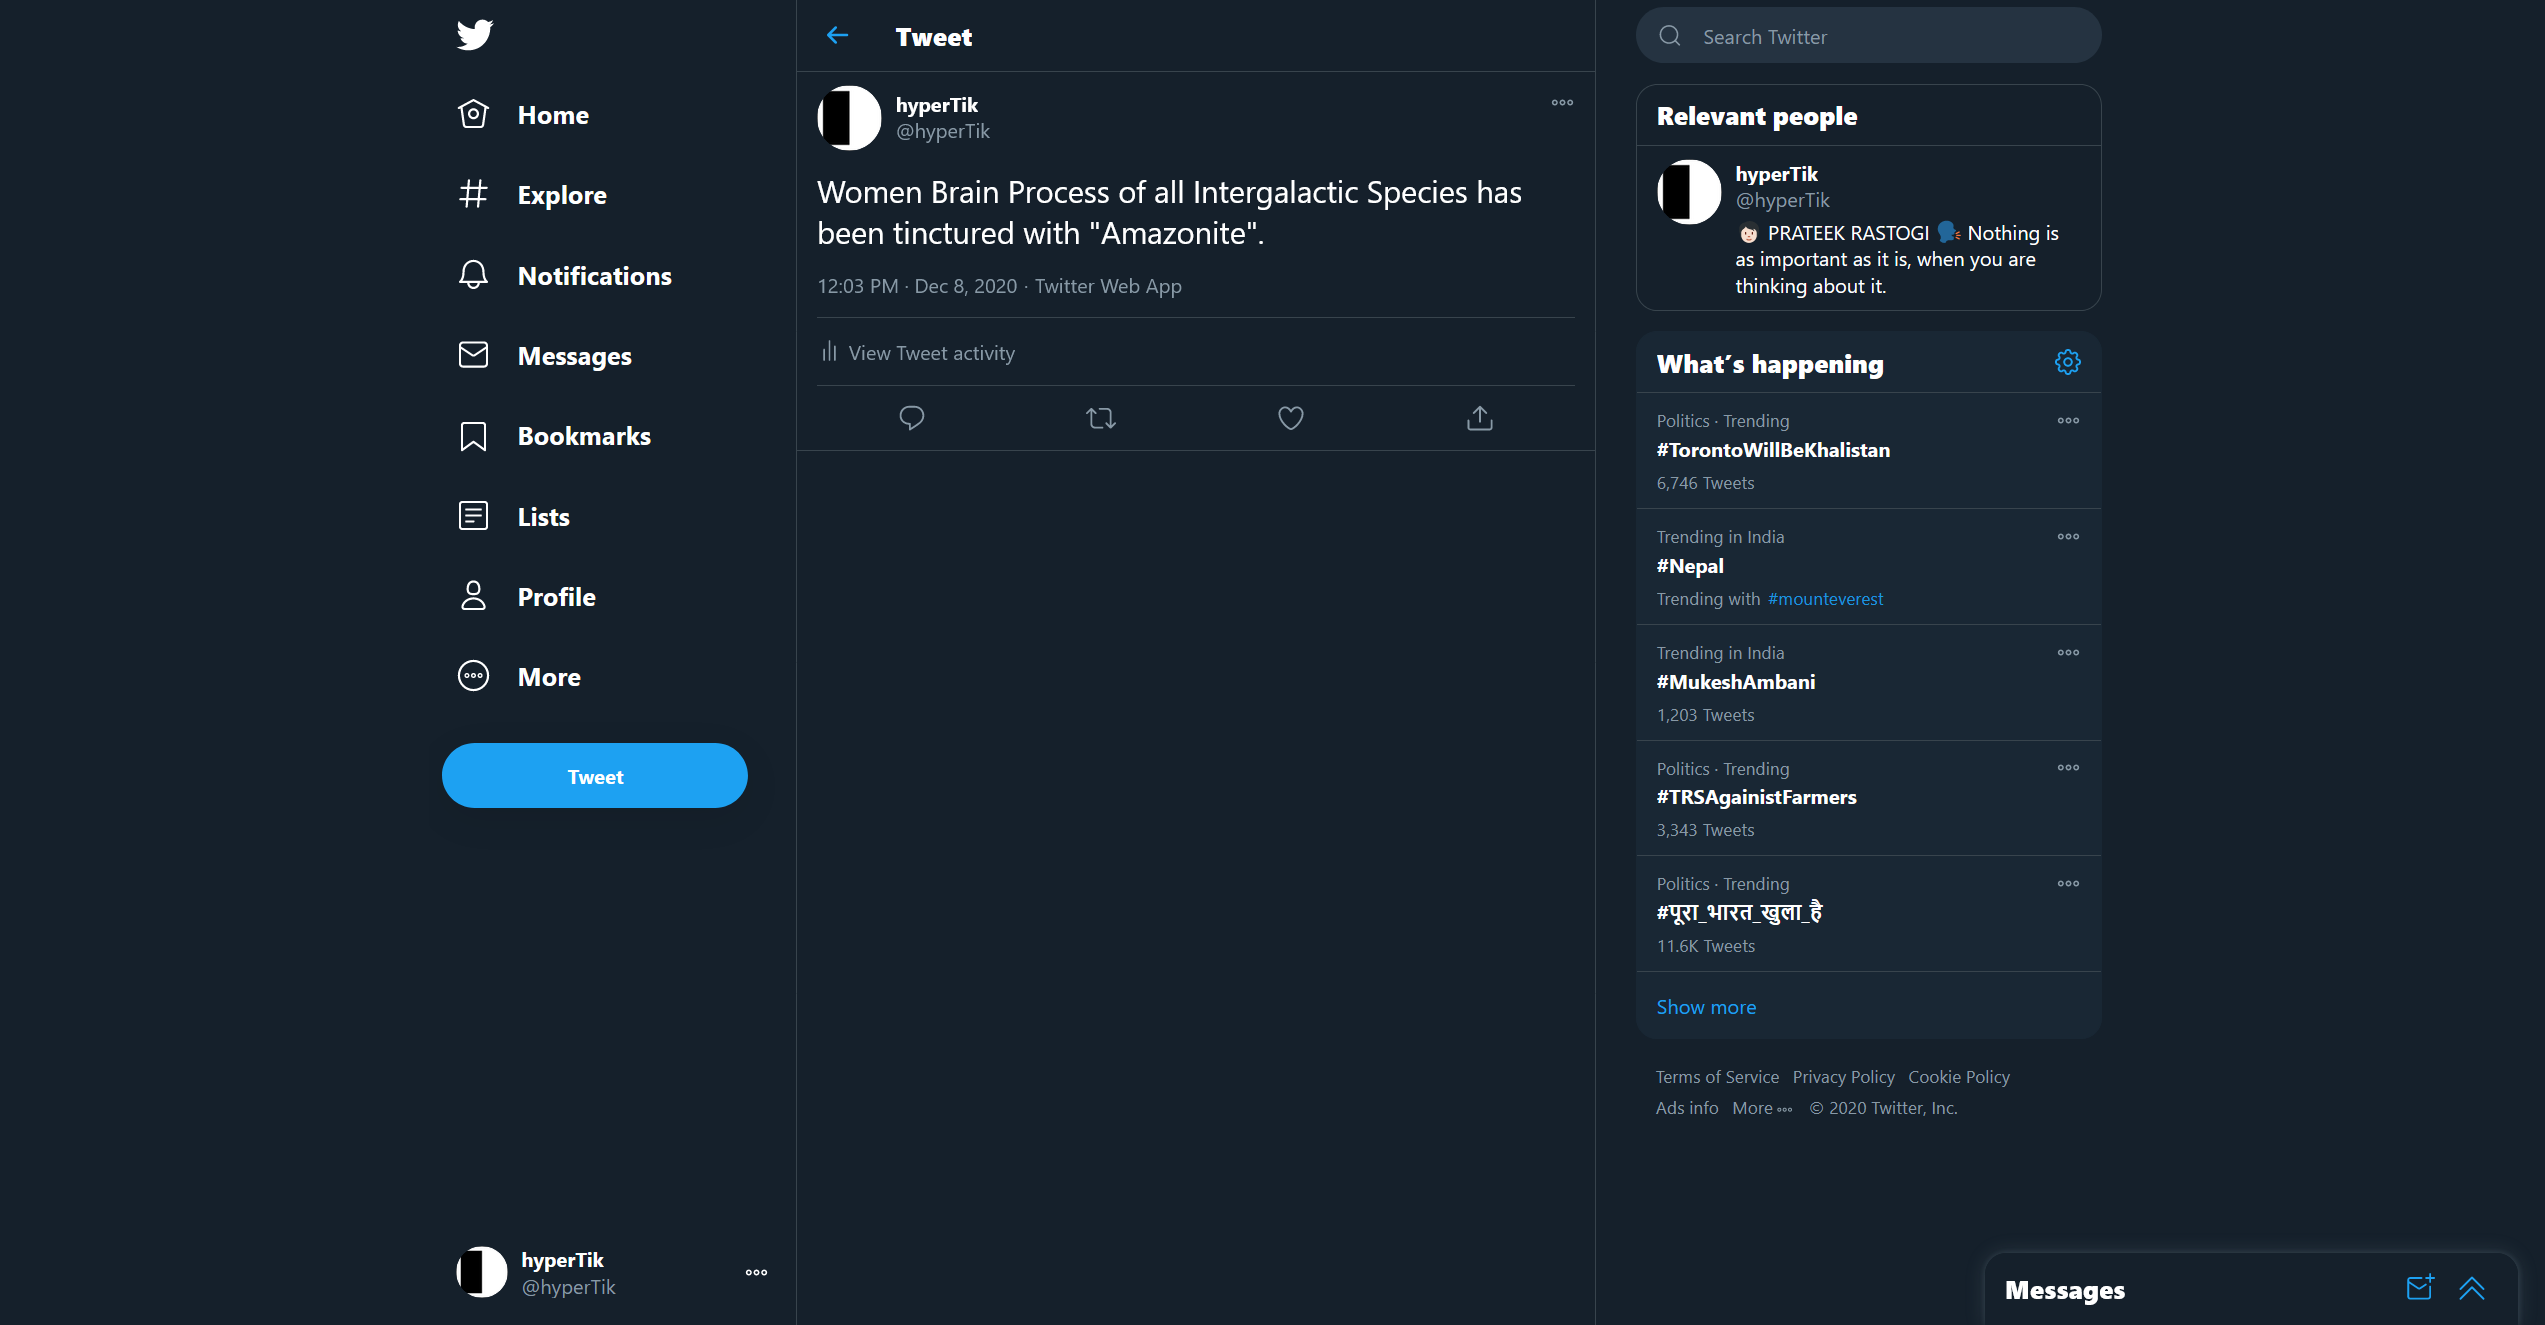 Home
Explore
Notifications
Messages
Bookmarks
Lists
Profile
More
Tweet
hyperTik
@hyperTik
Tweet
hyperTik
@hyperTik
Women Brain Process of all Intergalactic Species has
been tinctured with "Amazonite".
12:03 PM · Dec 8, 2020 · Twitter Web App
View Tweet activity
Search Twitter
Relevant people
hyperTik
@hyperTik
PRATEEK RASTOGI Nothing is
as important as it is, when you are
thinking about it.
What's happening
Politics · Trending
#TorontoWillBeKhalistan
6,746 Tweets
Trending in India
#Nepal
Trending with #mounteverest
Trending in India
#MukeshAmbani
1,203 Tweets
Politics · Trending
#TRSAgainistFarmers
3,343 Tweets
Politics · Trending
#पूरा_भारत_खुला_है
11.6K Tweets
Show more
Terms of Service Privacy Policy Cookie Policy
Ads info More © 2020 Twitter, Inc.
Messages